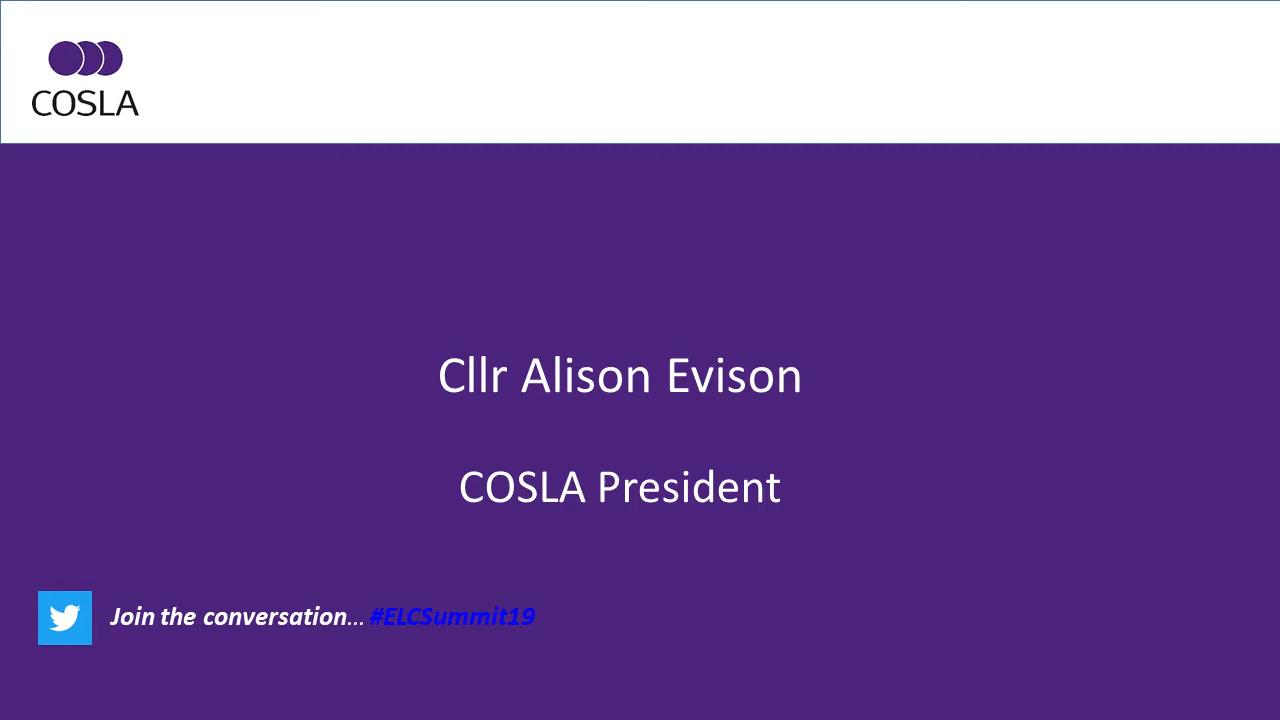 COSLA
Cllr Alison Evison
COSLA President
Join the conversation... #ELCSummit19